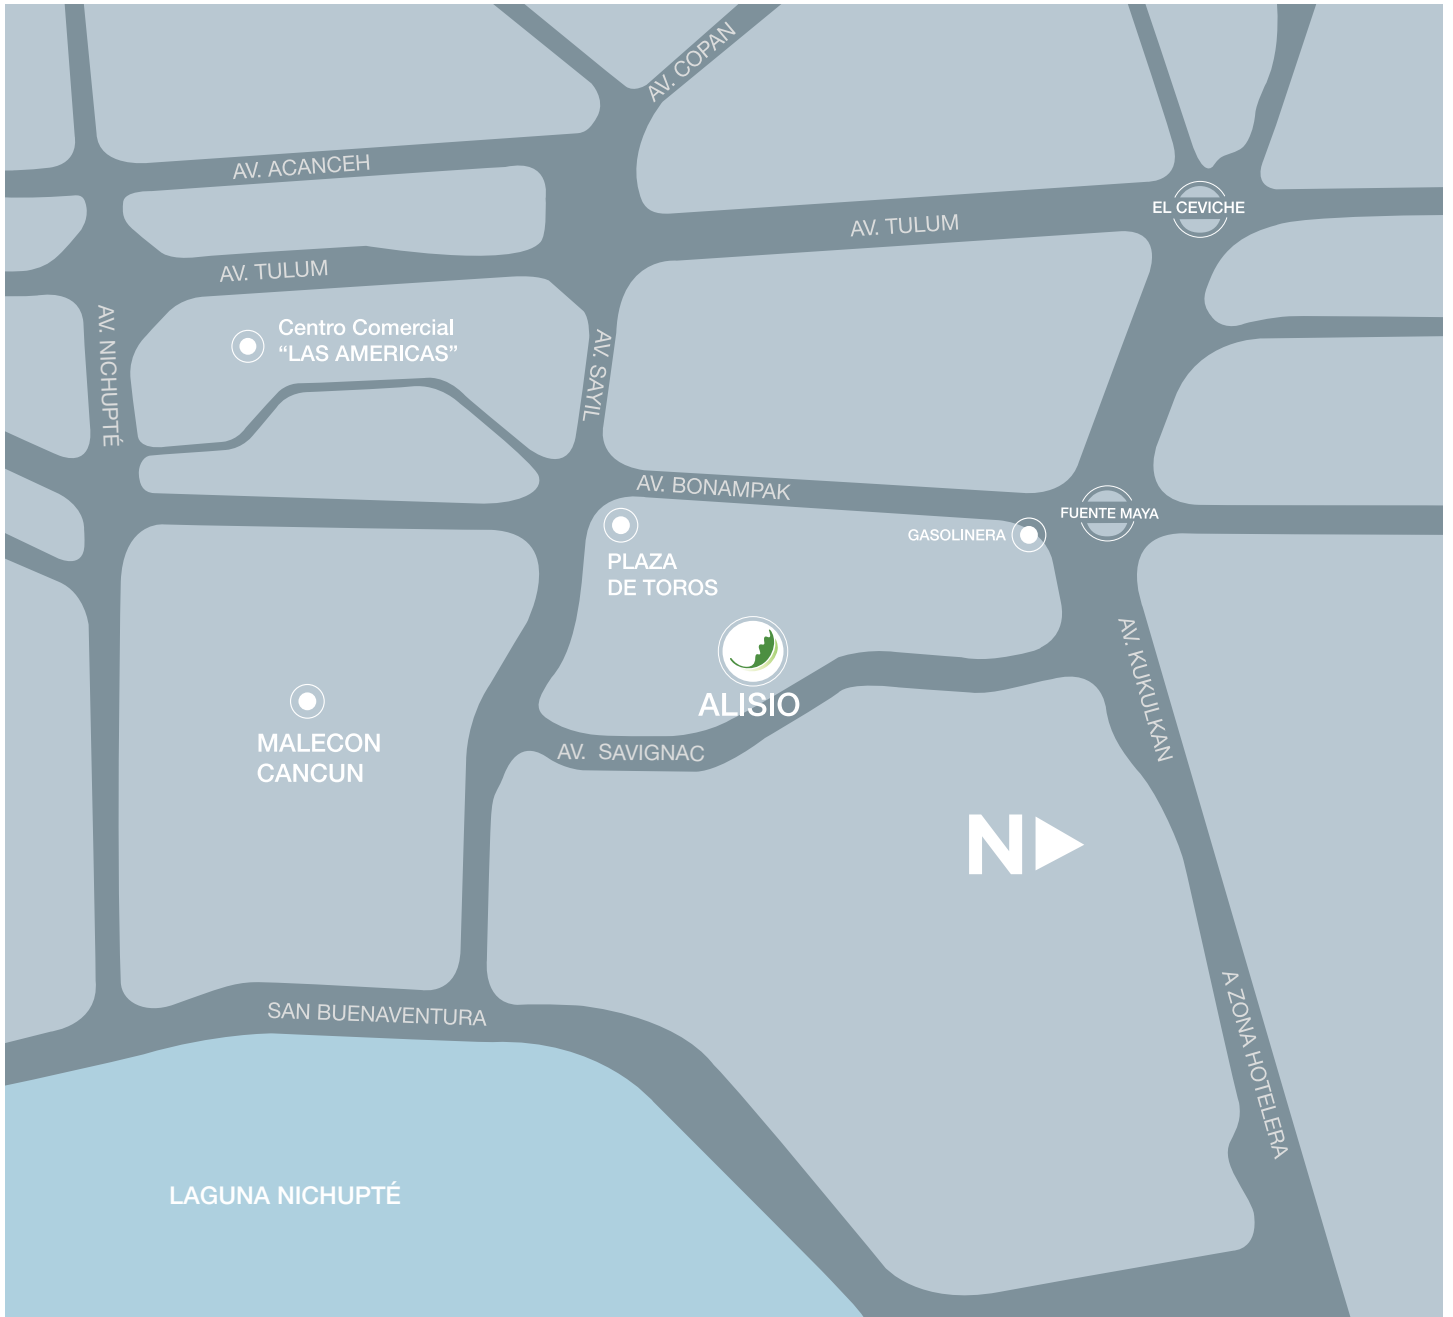 AV. COPAN
AV. ACANCEH
EL CEVICHE
AV. TULUM
AV. TULUM
AV. NICHUPTÉ
Centro Comercial
“LAS AMERICAS”
AV. SAYIL
AV. BONAMPAK
FUENTE MAYA
GASOLINERA
PLAZA
DE TOROS
AV. KUKULKAN
ALISIO
MALECON
CANCUN
AV. SAVIGNAC
N
A ZONA HOTELERA
SAN BUENAVENTURA
LAGUNA NICHUPTÉ